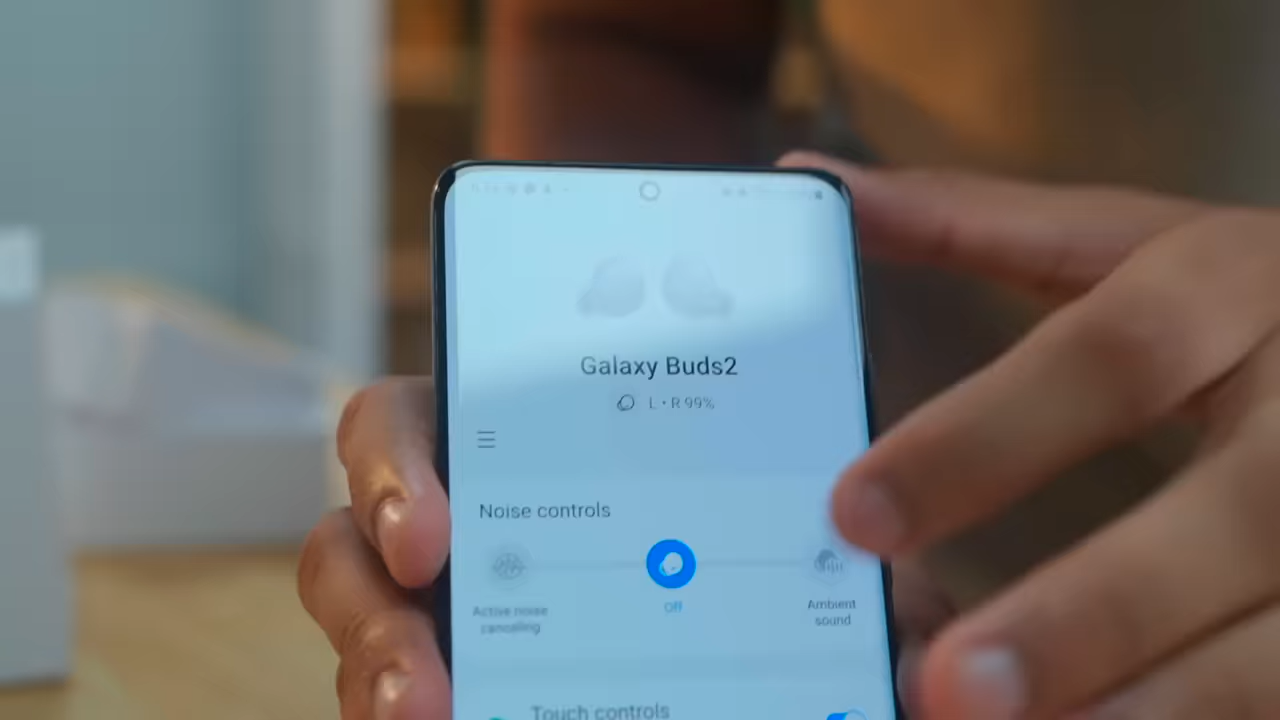 Galaxy Buds2
L • R 99%
Noise controls
Active noise
canceling
Off
Ambient
sound
Touch controls